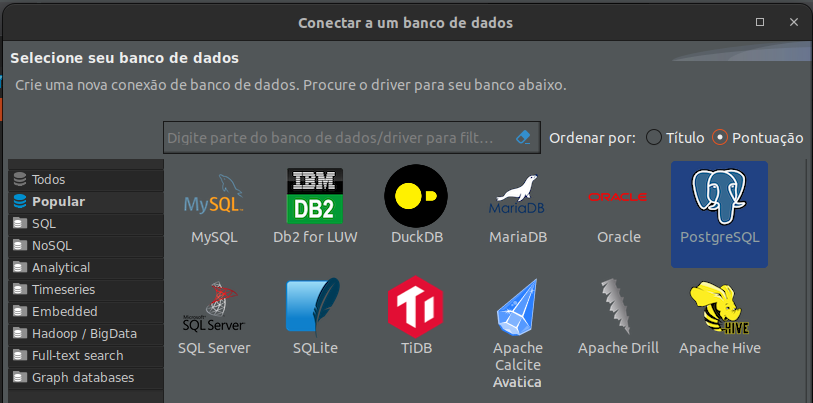 Conectar a um banco de dados
Selecione seu banco de dados
Crie uma nova conexão de banco de dados. Procure o driver para seu banco abaixo.
Digite parte do banco de dados/driver para filt...
Ordenar por: Título Pontuação
Todos
Popular
SQL
NoSQL
Analytical
Timeseries
Embedded
Hadoop / BigData
Full-text search
Graph databases
MySQL
MySQL
IBM
DB2
Db2 for LUW
DuckDB
MariaDB
MariaDB
ORACLE
Oracle
PostgreSQL
Microsoft
SQL Server
SQL Server
SQLite
TiDB
Apache
Calcite
Avatica
Apache Drill
HIVE
Apache Hive